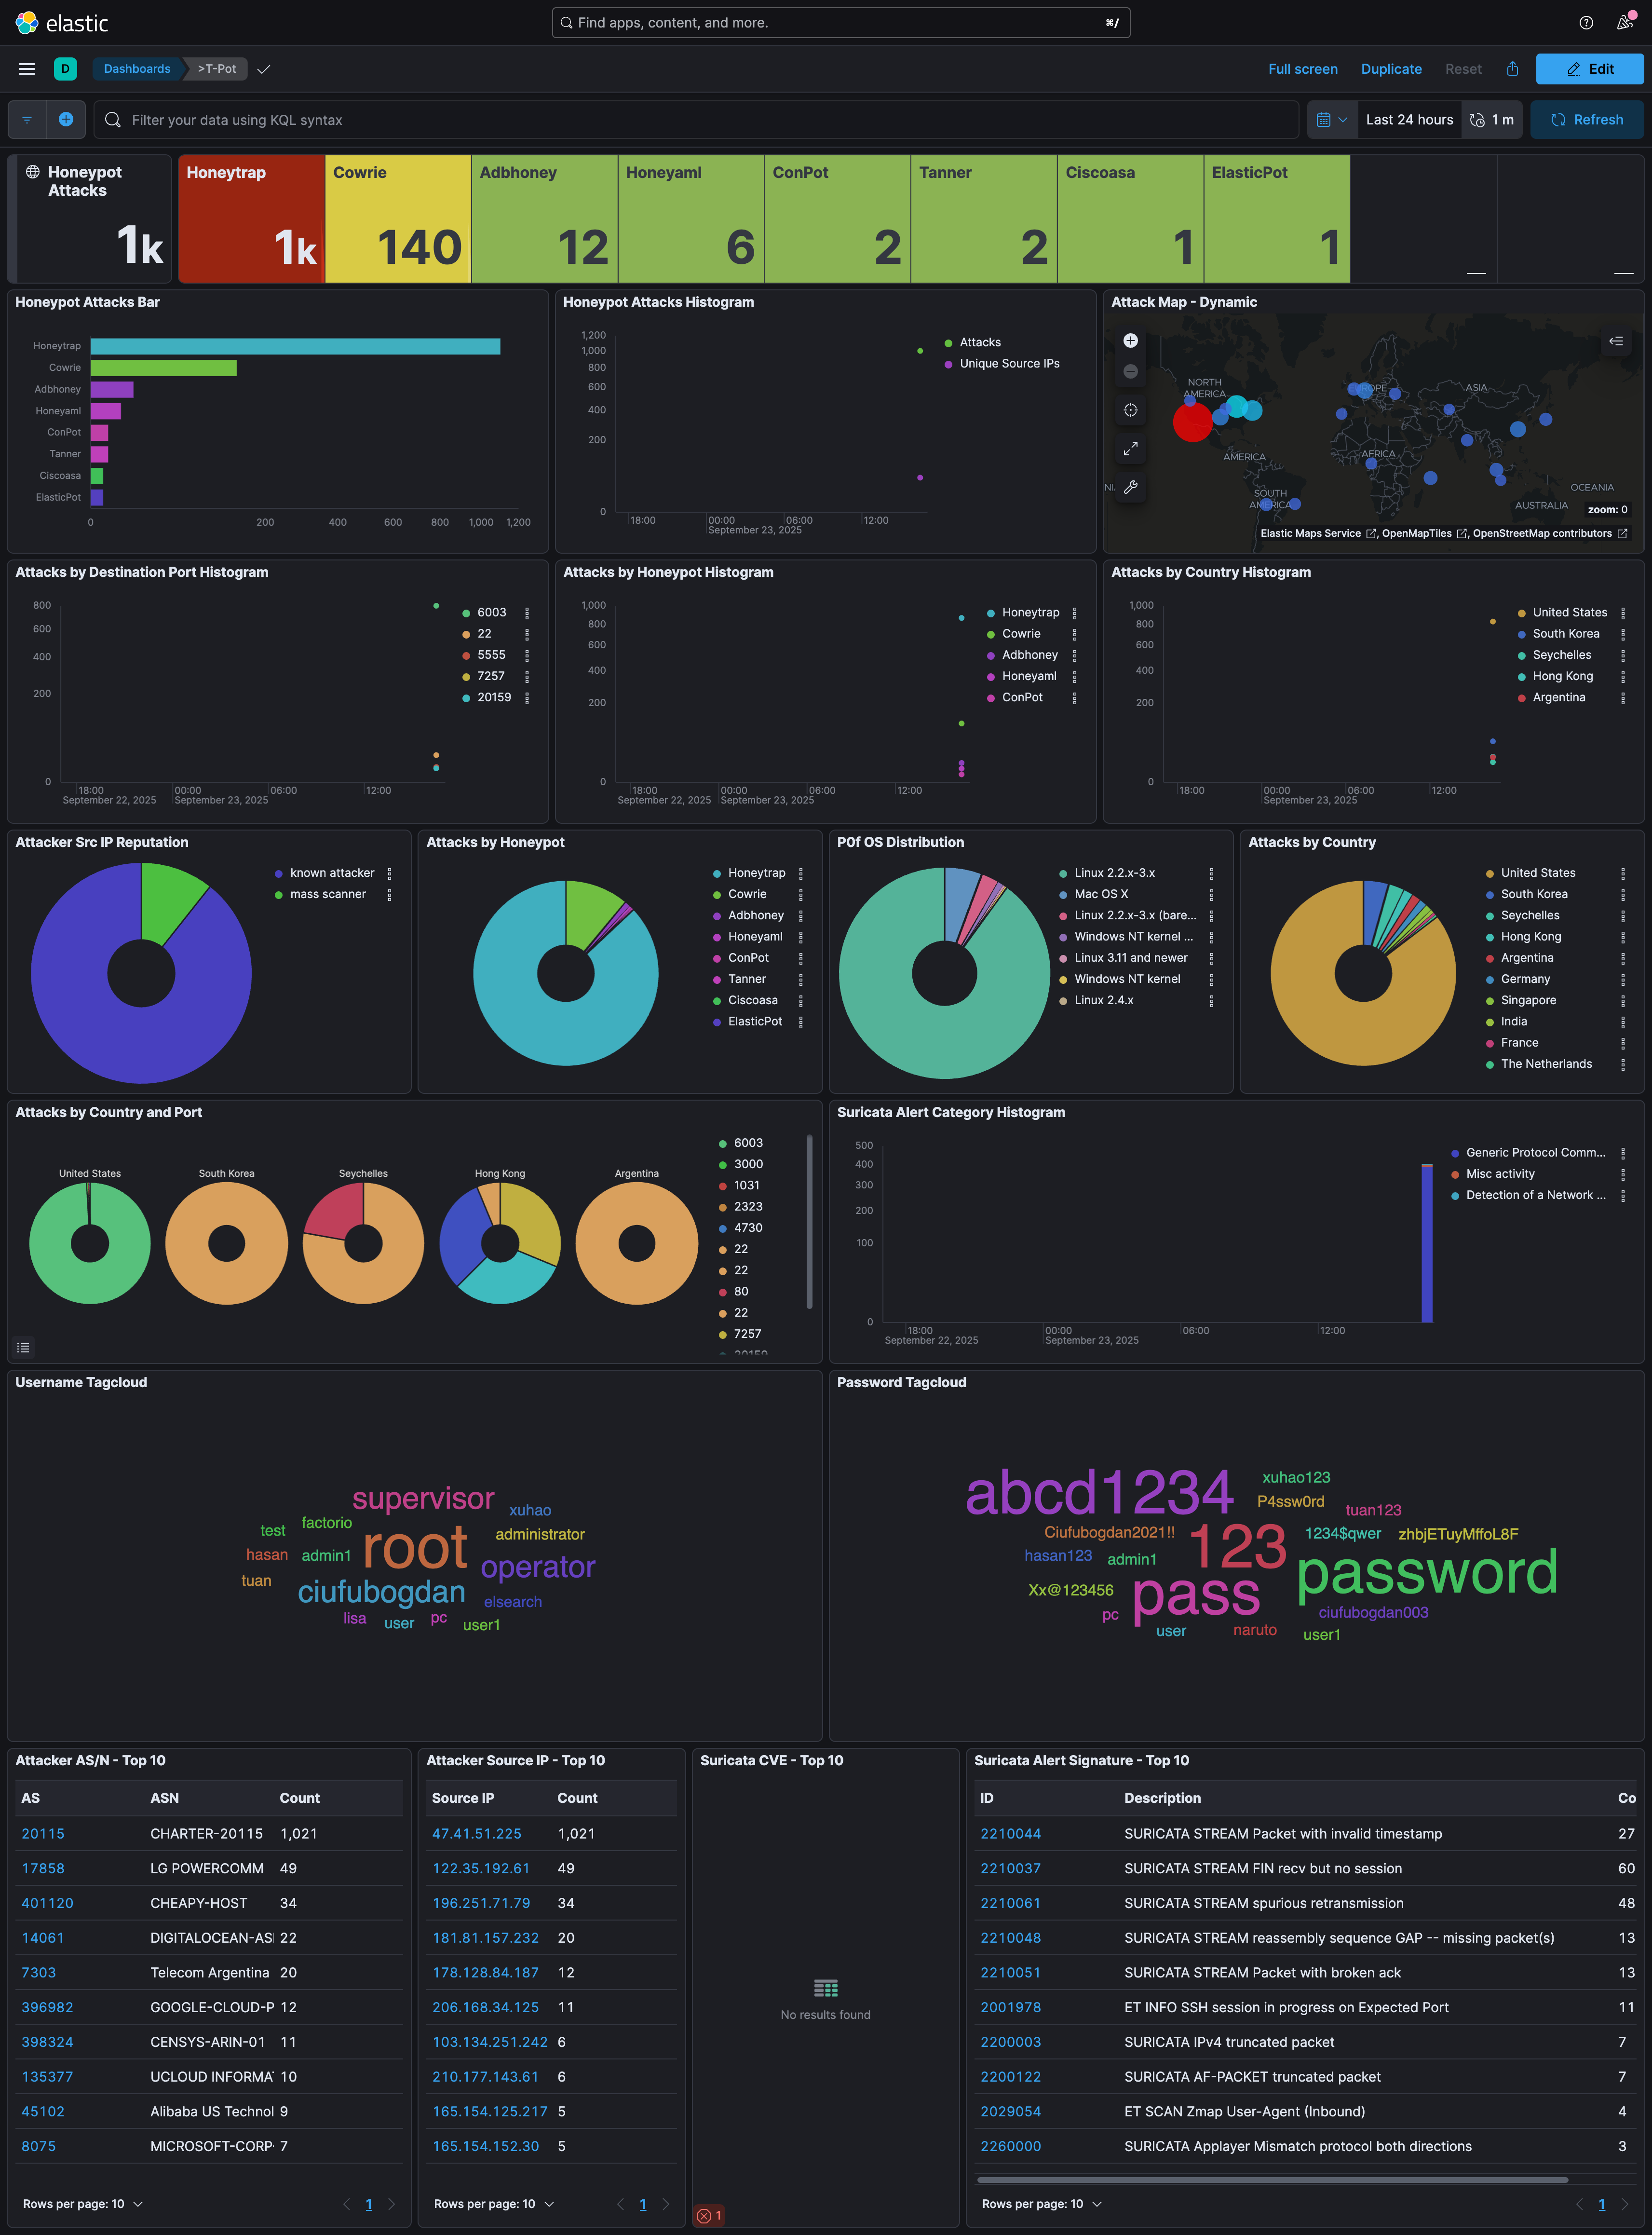 elastic
Find apps, content, and more.
⌘/
D
Dashboards
>T-Pot
Full screen
Duplicate
Reset
Edit
Filter your data using KQL syntax
Last 24 hours
1 m
Refresh
Honeypot Attacks
1k
Honeytrap
1k
Cowrie
140
Adbhoney
12
Honeyaml
6
ConPot
2
Tanner
2
Ciscoasa
1
ElasticPot
1
Honeypot Attacks Bar
Honeytrap
Cowrie
Adbhoney
Honeyaml
ConPot
Tanner
Ciscoasa
ElasticPot
0 200 400 600 800 1,000 1,200
Honeypot Attacks Histogram
1,200
1,000
800
600
400
200
0
18:00 00:00 06:00 12:00
September 23, 2025
Attacks
Unique Source IPs
Attack Map - Dynamic
NORTH AMERICA
EUROPE
ASIA
AMERICA
AFRICA
SOUTH AMERICA
OCEANIA
AUSTRALIA
zoom: 0
Elastic Maps Service , OpenMapTiles , OpenStreetMap contributors
Attacks by Destination Port Histogram
800
600
400
200
0
18:00 00:00 06:00 12:00
September 22, 2025 September 23, 2025
6003
22
5555
7257
20159
Attacks by Honeypot Histogram
1,000
800
600
400
200
0
18:00 00:00 06:00 12:00
September 22, 2025 September 23, 2025
Honeytrap
Cowrie
Adbhoney
Honeyaml
ConPot
Attacks by Country Histogram
1,000
800
600
400
200
0
18:00 00:00 06:00 12:00
September 23, 2025
United States
South Korea
Seychelles
Hong Kong
Argentina
Attacker Src IP Reputation
known attacker
mass scanner
Attacks by Honeypot
Honeytrap
Cowrie
Adbhoney
Honeyaml
ConPot
Tanner
Ciscoasa
ElasticPot
P0f OS Distribution
Linux 2.2.x-3.x
Mac OS X
Linux 2.2.x-3.x (bare...
Windows NT kernel ...
Linux 3.11 and newer
Windows NT kernel
Linux 2.4.x
Attacks by Country
United States
South Korea
Seychelles
Hong Kong
Argentina
Germany
Singapore
India
France
The Netherlands
Attacks by Country and Port
United States
South Korea
Seychelles
Hong Kong
Argentina
6003
3000
1031
2323
4730
22
22
80
22
7257
20159
Suricata Alert Category Histogram
500
400
300
200
100
0
18:00 00:00 06:00 12:00
September 22, 2025 September 23, 2025
Generic Protocol Comm...
Misc activity
Detection of a Network ...
Username Tagcloud
supervisor
xuhao
factorio
test
root
administrator
hasan
admin1
operator
tuan
ciufubogdan
elsearch
lisa
user
pc
user1
Password Tagcloud
abcd1234
xuhao123
P4ssw0rd
tuan123
Ciufubogdan2021!!
123
1234$qwer
zhbjETuyMffoL8F
hasan123
admin1
password
Xx@123456
pass
pc
ciufubogdan003
user
naruto
user1
Attacker AS/N - Top 10
AS ASN Count
20115 CHARTER-20115 1,021
17858 LG POWERCOMM 49
401120 CHEAPY-HOST 34
14061 DIGITALOCEAN-AS 22
7303 Telecom Argentina 20
396982 GOOGLE-CLOUD-P 12
398324 CENSYS-ARIN-01 11
135377 UCLOUD INFORMA 10
45102 Alibaba US Technol 9
8075 MICROSOFT-CORP- 7
Rows per page: 10
1
Attacker Source IP - Top 10
Source IP Count
47.41.51.225 1,021
122.35.192.61 49
196.251.71.79 34
181.81.157.232 20
178.128.84.187 12
206.168.34.125 11
103.134.251.242 6
210.177.143.61 6
165.154.125.217 5
165.154.152.30 5
Rows per page: 10
1
Suricata CVE - Top 10
No results found
1
Suricata Alert Signature - Top 10
ID Description Co
2210044 SURICATA STREAM Packet with invalid timestamp 27
2210037 SURICATA STREAM FIN recv but no session 60
2210061 SURICATA STREAM spurious retransmission 48
2210048 SURICATA STREAM reassembly sequence GAP -- missing packet(s) 13
2210051 SURICATA STREAM Packet with broken ack 13
2001978 ET INFO SSH session in progress on Expected Port 11
2200003 SURICATA IPv4 truncated packet 7
2200122 SURICATA AF-PACKET truncated packet 7
2029054 ET SCAN Zmap User-Agent (Inbound) 4
2260000 SURICATA Applayer Mismatch protocol both directions 3
Rows per page: 10
1